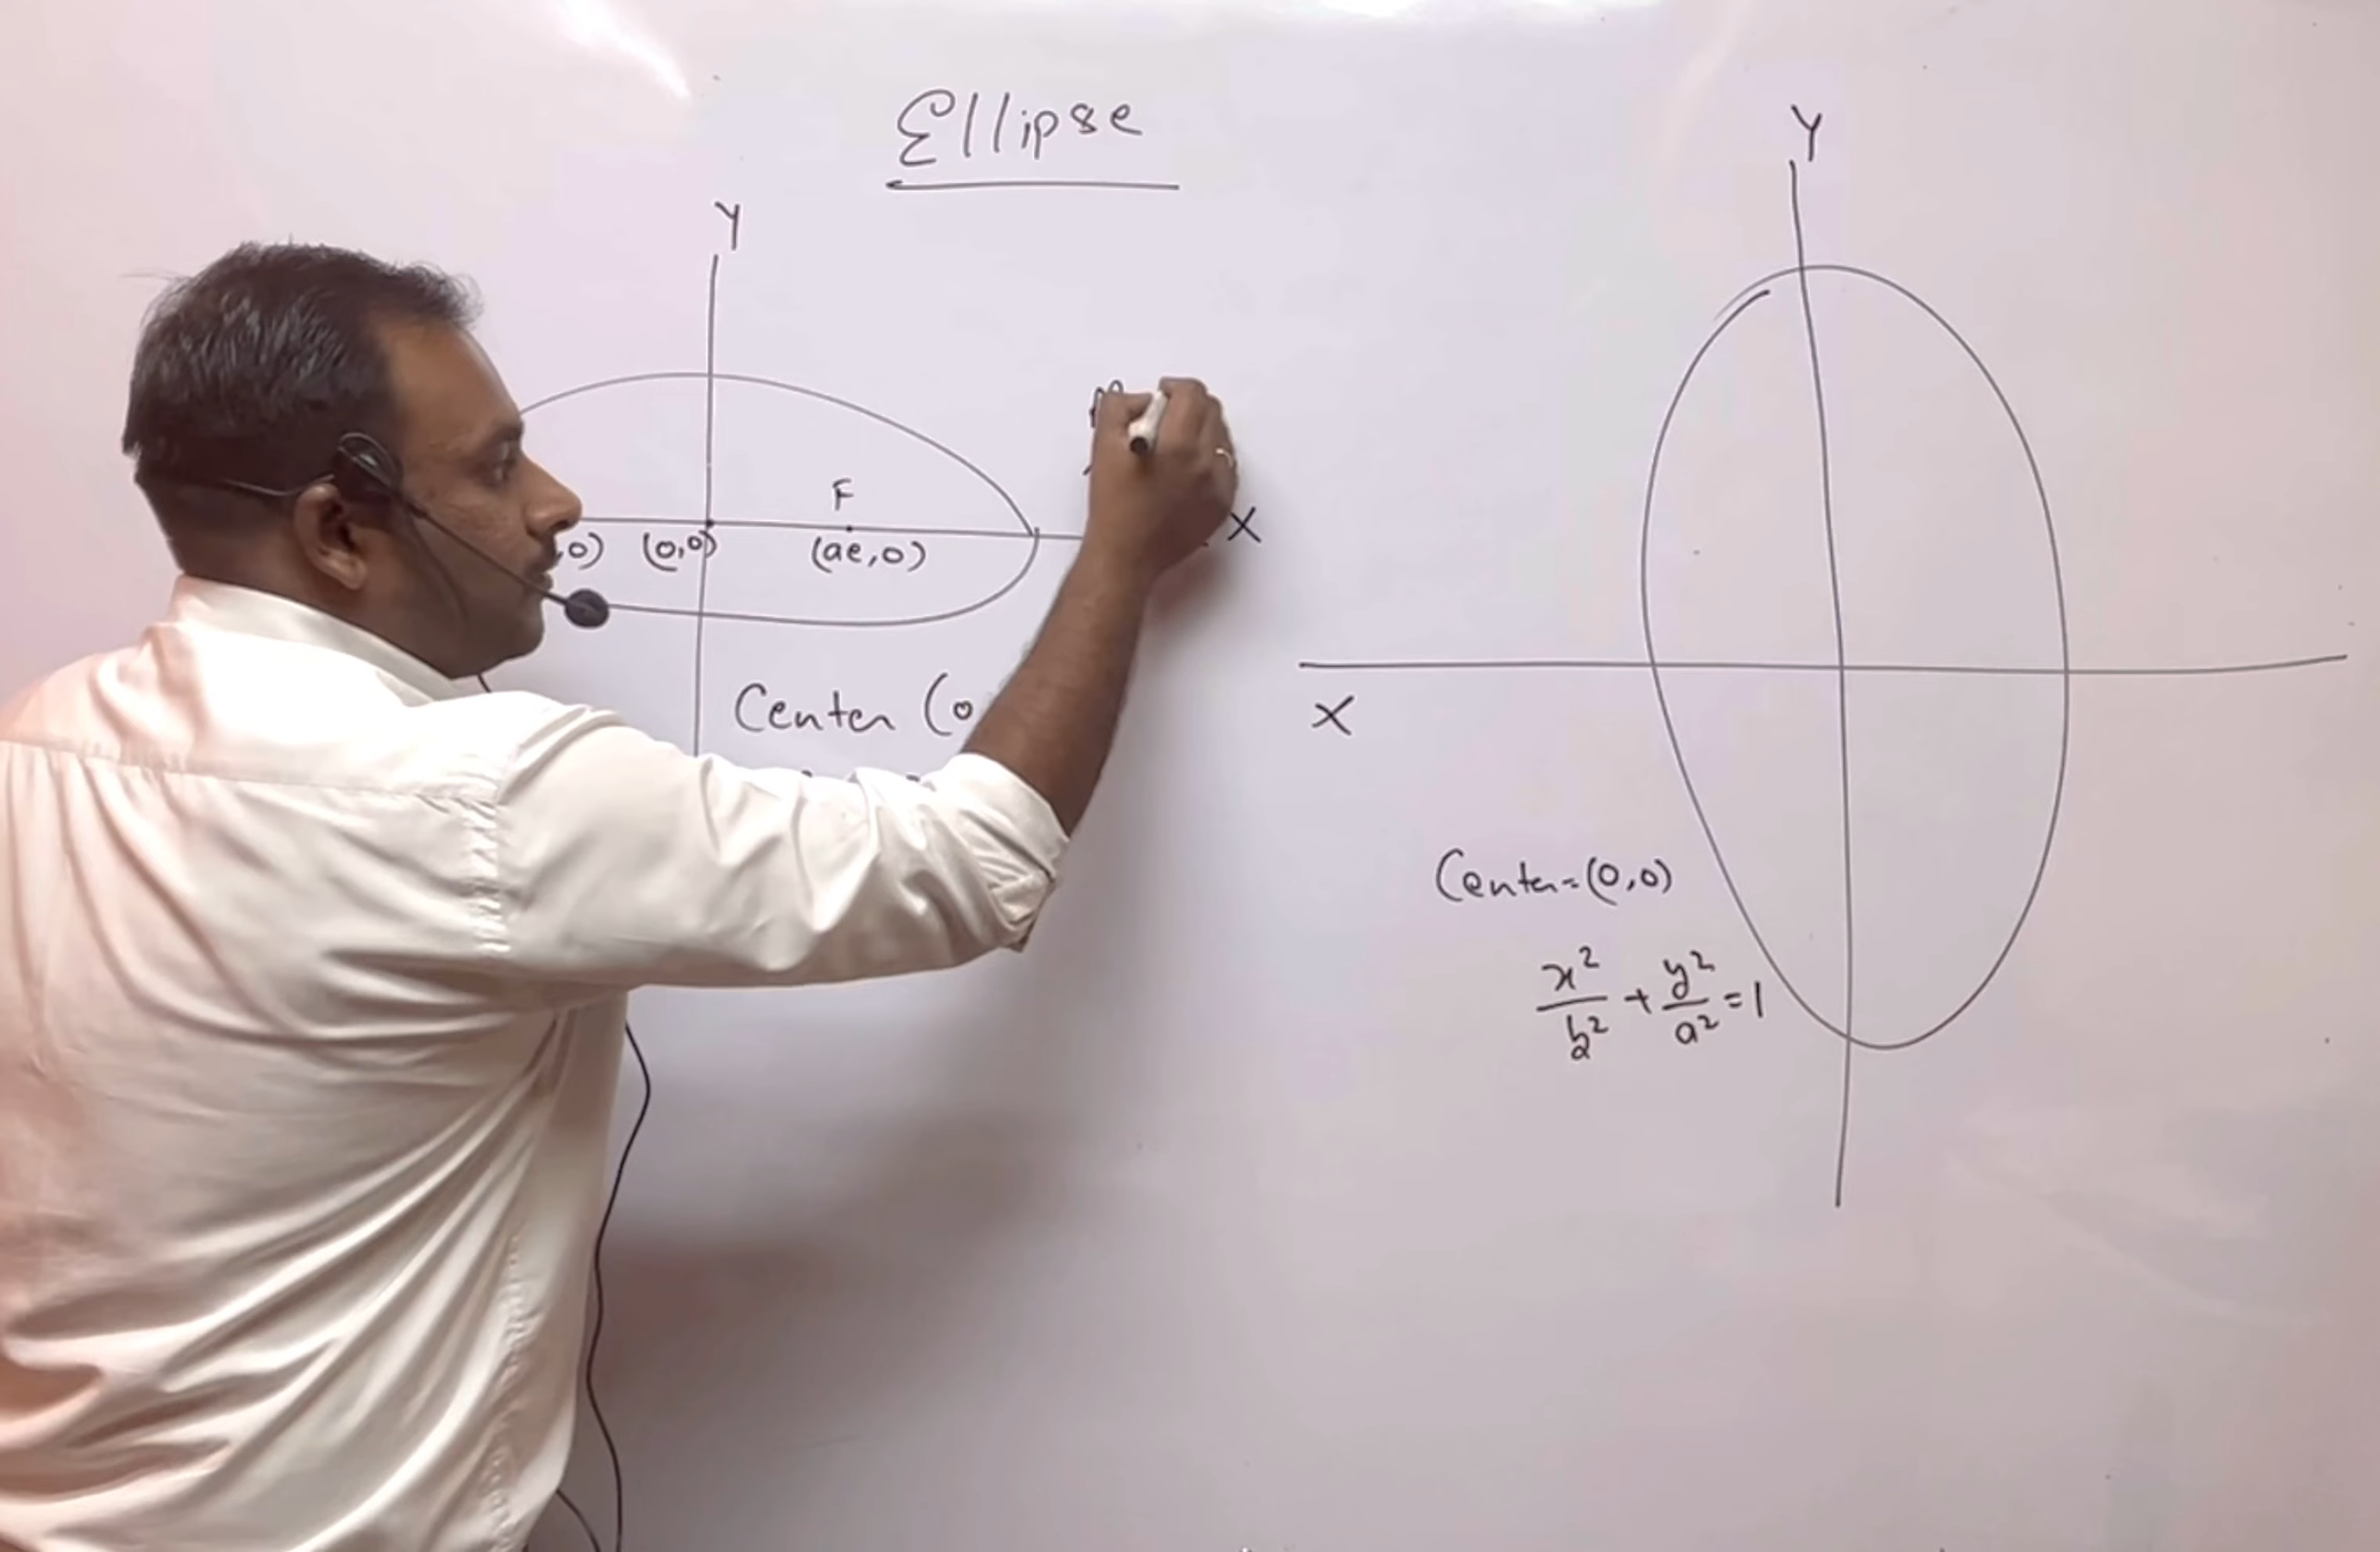 Ellipse
Y
F
,0) (0,0) (ae,0)
X
Center (0
Y
X
Center=(0,0)
x²/b² + y²/a² = 1